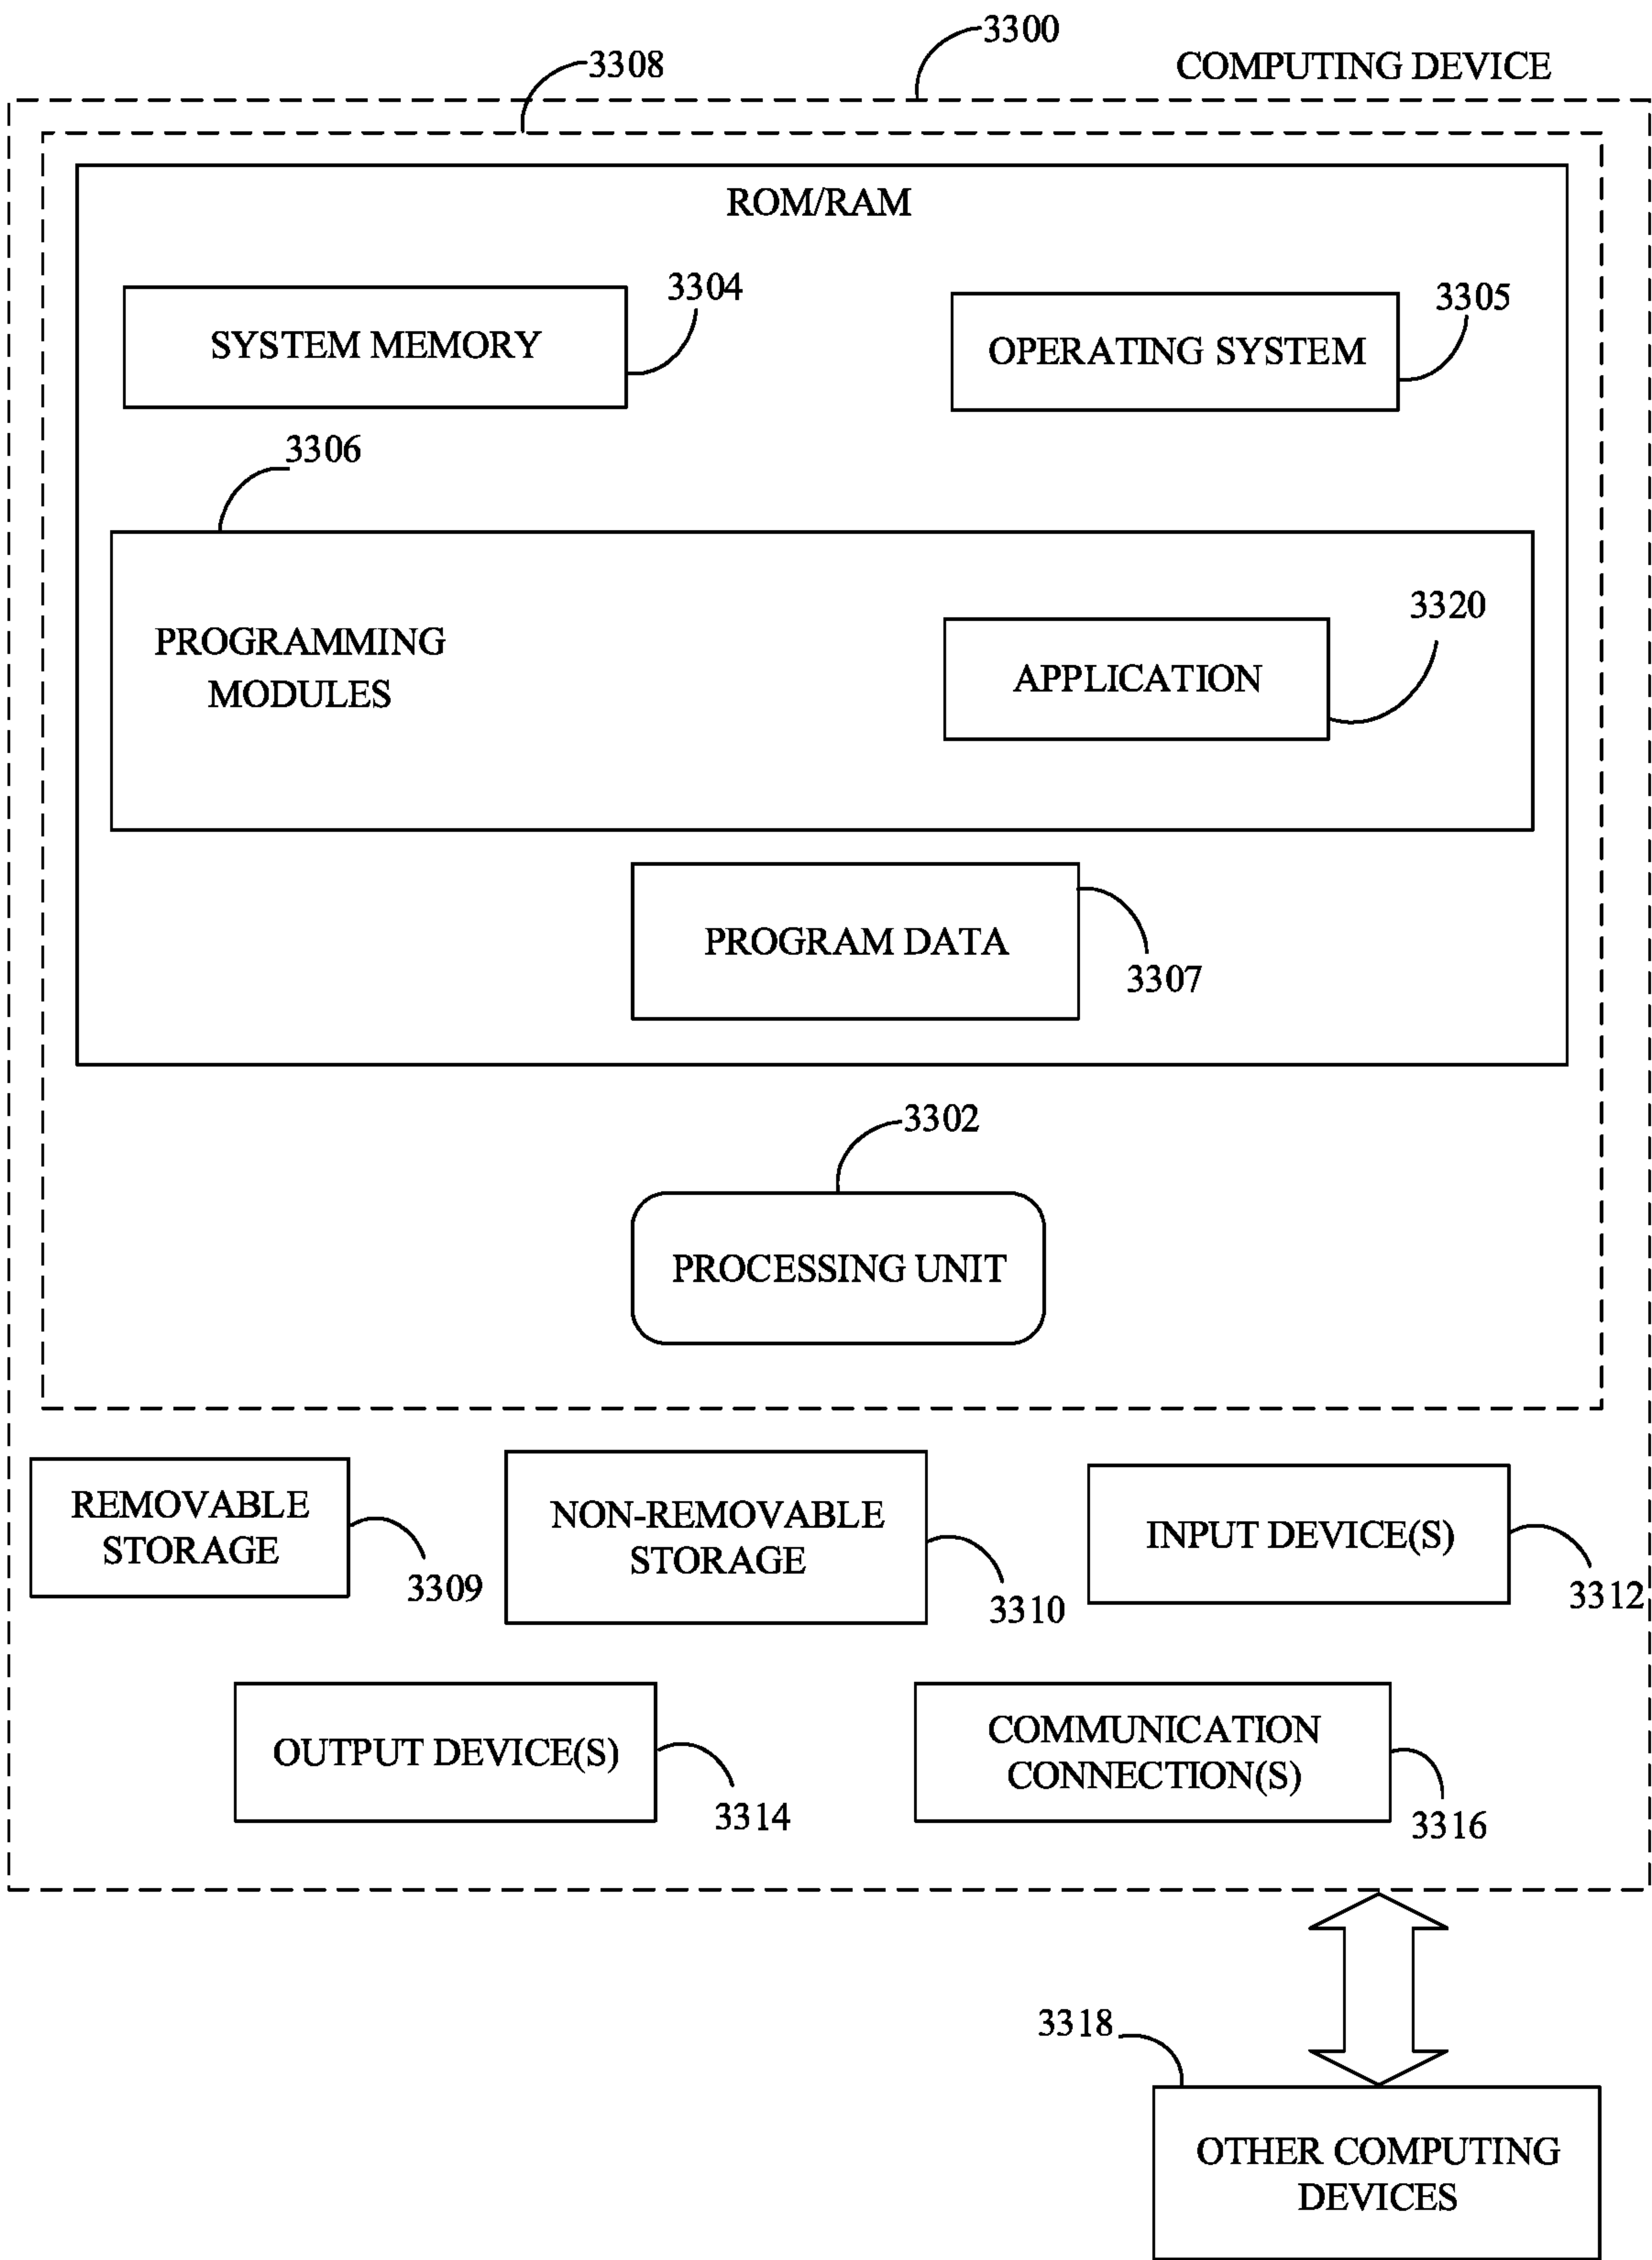 3300
COMPUTING DEVICE
3308
ROM/RAM
3304
SYSTEM MEMORY
3305
OPERATING SYSTEM
3306
PROGRAMMING
MODULES
3320
APPLICATION
PROGRAM DATA
3307
3302
PROCESSING UNIT
REMOVABLE
STORAGE
3309
NON-REMOVABLE
STORAGE
3310
INPUT DEVICE(S)
3312
OUTPUT DEVICE(S)
3314
COMMUNICATION
CONNECTION(S)
3316
3318
OTHER COMPUTING
DEVICES